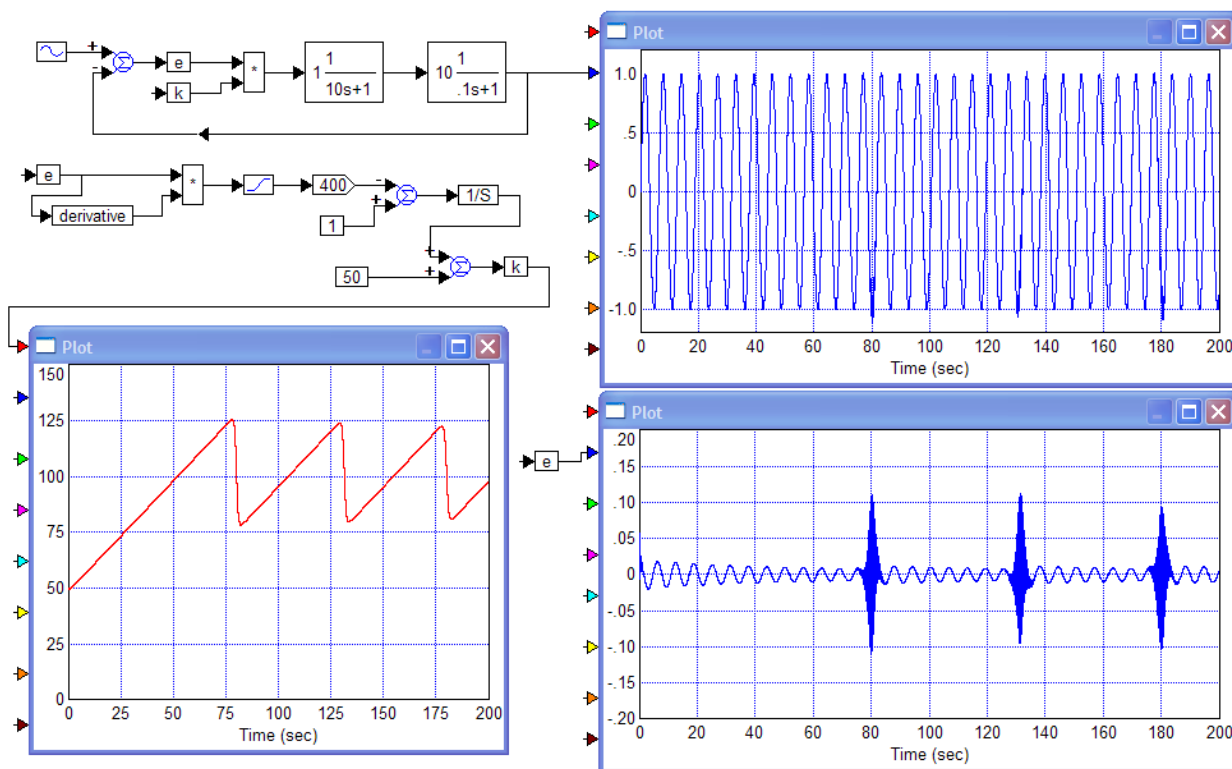 +
-
Σ
e
k
*
1
1
10s+1
10
1
.1s+1
e
derivative
*
400
-
+
Σ
1
1/S
+
+
Σ
50
k
Plot
1.0
.5
0
-.5
-1.0
0 20 40 60 80 100 120 140 160 180 200
Time (sec)
Plot
150
125
100
75
50
25
0
0 25 50 75 100 125 150 175 200
Time (sec)
e
Plot
.20
.15
.10
.05
0
-.05
-.10
-.15
-.20
0 20 40 60 80 100 120 140 160 180 200
Time (sec)